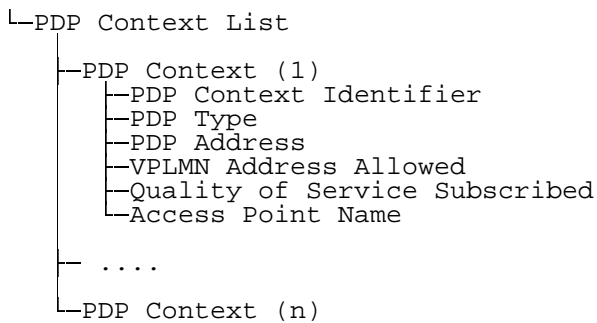 PDP Context List
PDP Context (1)
PDP Context Identifier
PDP Type
PDP Address
VPLMN Address Allowed
Quality of Service Subscribed
Access Point Name
....
PDP Context (n)